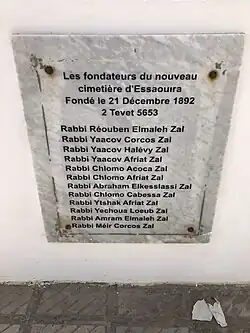 Les fondateurs du nouveau
cimetière d'Essaouira
Fondé le 21 Décembre 1892
2 Tevet 5653
Rabbi Réouben Elmaleh Zal
Rabbi Yaacov Corcos Zal
Rabbi Yaacov Halévy Zal
Rabbi Yaacov Afriat Zal
Rabbi Chlomo Acoca Zal
Rabbi Chlomo Afriat Zal
Rabbi Abraham Elkesslassi Zal
Rabbi Chlomo Cabessa Zal
Rabbi Ytshak Afriat Zal
Rabbi Yechoua Loeub Zal
Rabbi Amram Elmaleh Zal
Rabbi Méir Corcos Zal